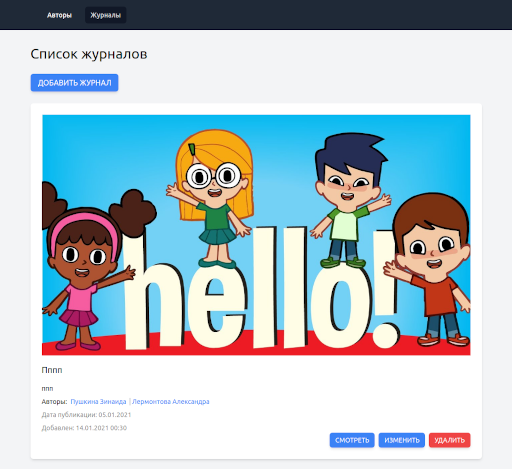 Авторы Журналы
Список журналов
ДОБАВИТЬ ЖУРНАЛ
hello!
Пппп
ппп
Авторы: Пушкина Зинаида | Лермонтова Александра
Дата публикации: 05.01.2021
Добавлен: 14.01.2021 00:30
СМОТРЕТЬ ИЗМЕНИТЬ УДАЛИТЬ